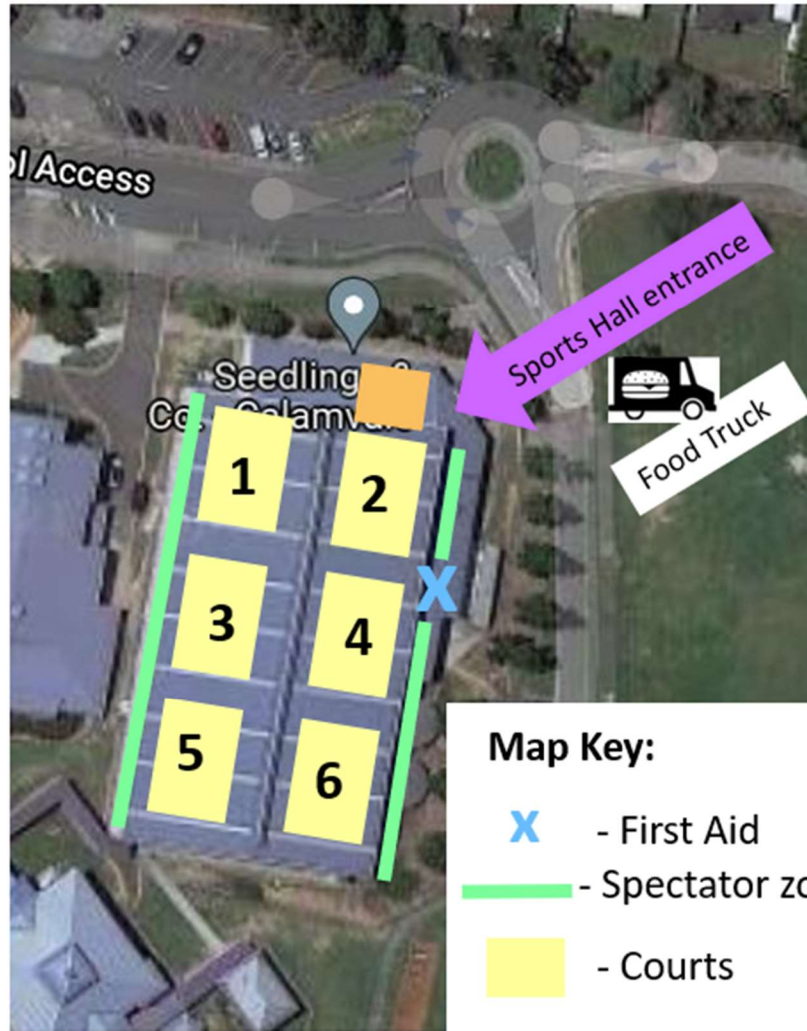 ol Access
Sports Hall entrance
Seedling
Co.
1
2
Food Truck
3
4
5
6
Map Key:
X
X - First Aid
- Spectator zo
- Courts